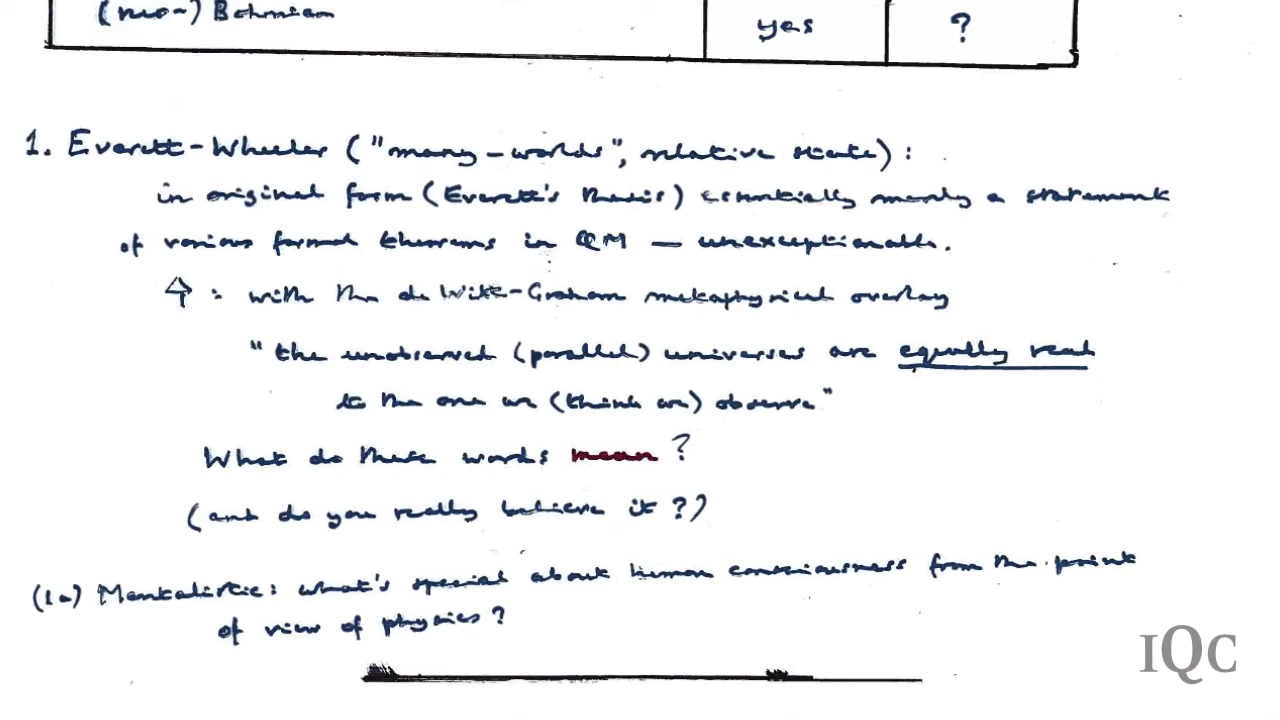 (neo-) Bohmian yes ?
1. Everett-Wheeler ("many-worlds", relative state) :
in original form (Everett's thesis) essentially merely a statement
of various formal theorems in QM — unexceptionable.
: with the de Witt-Graham metaphysical overlay
"the unobserved (parallel) universes are equally real
to the one we (think we) observe"
What do these words mean ?
(and do you really believe it ?)
(1a) Mentalistic: what's special about human consciousness from the point
of view of physics ?
IQC